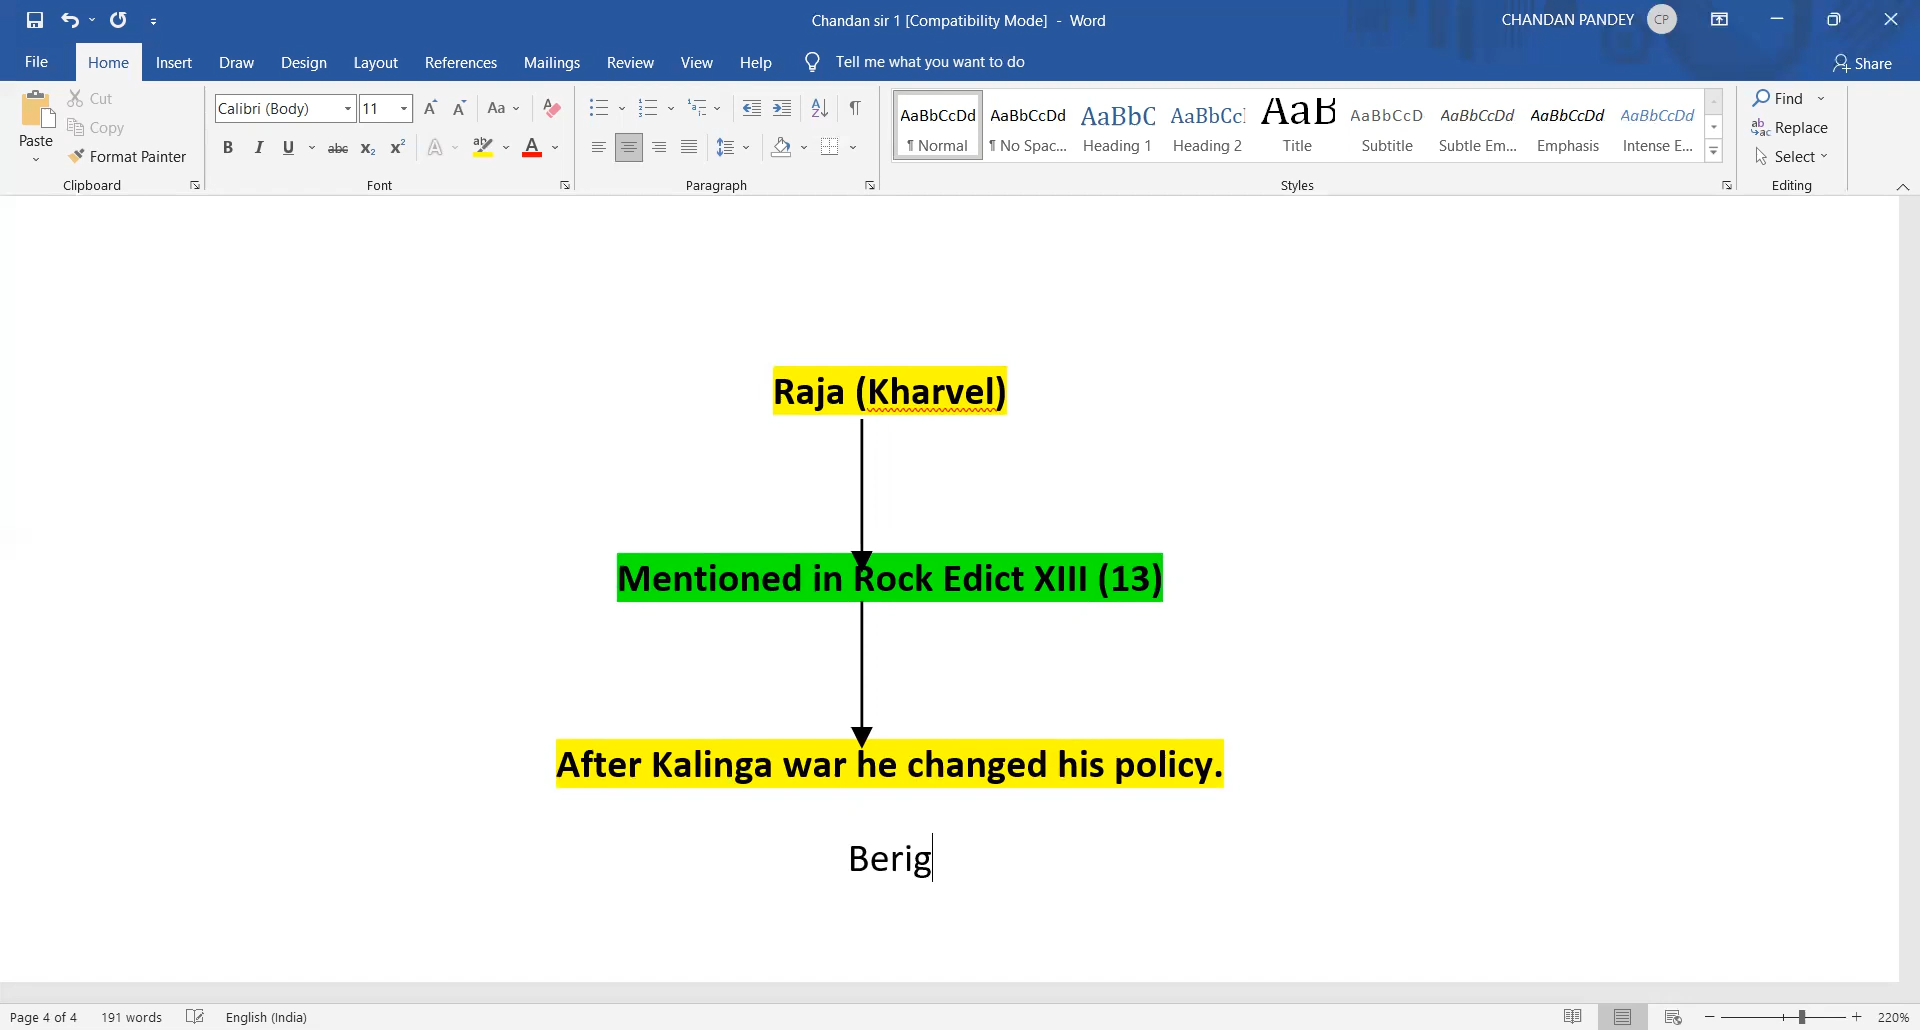 Chandan sir 1 [Compatibility Mode] - Word
CHANDAN PANDEY CP
File Home Insert Draw Design Layout References Mailings Review View Help Tell me what you want to do Share
Paste
Cut
Copy
Format Painter
Clipboard
Calibri (Body) 11
Font
Paragraph
AaBbCcDd AaBbCcDd AaBbC AaBbCc AaB AaBbCcD AaBbCcDd AaBbCcDd AaBbCcDd
¶ Normal ¶ No Spac... Heading 1 Heading 2 Title Subtitle Subtle Em... Emphasis Intense E...
Styles
Find
Replace
Select
Editing
Raja (Kharvel)
Mentioned in Rock Edict XIII (13)
After Kalinga war he changed his policy.
Berig
Page 4 of 4 191 words English (India) 220%